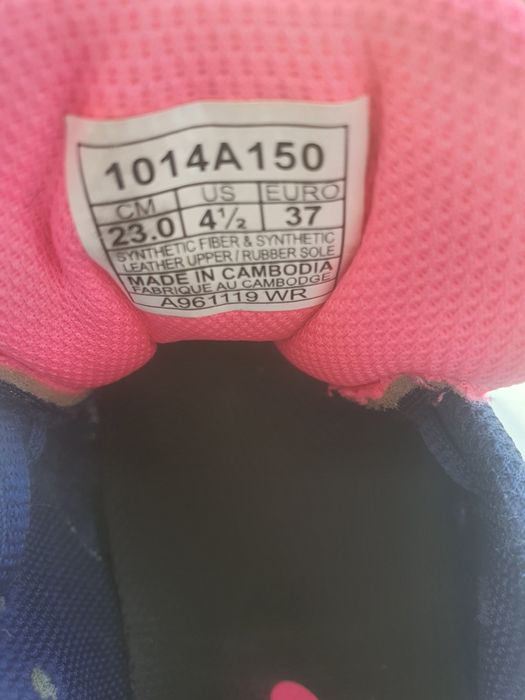 1014A150
CM US EURO
23.0 4½ 37
SYNTHETIC FIBER & SYNTHETIC
LEATHER UPPER / RUBBER SOLE
MADE IN CAMBODIA
FABRIQUE AU CAMBODGE
A961119 WR